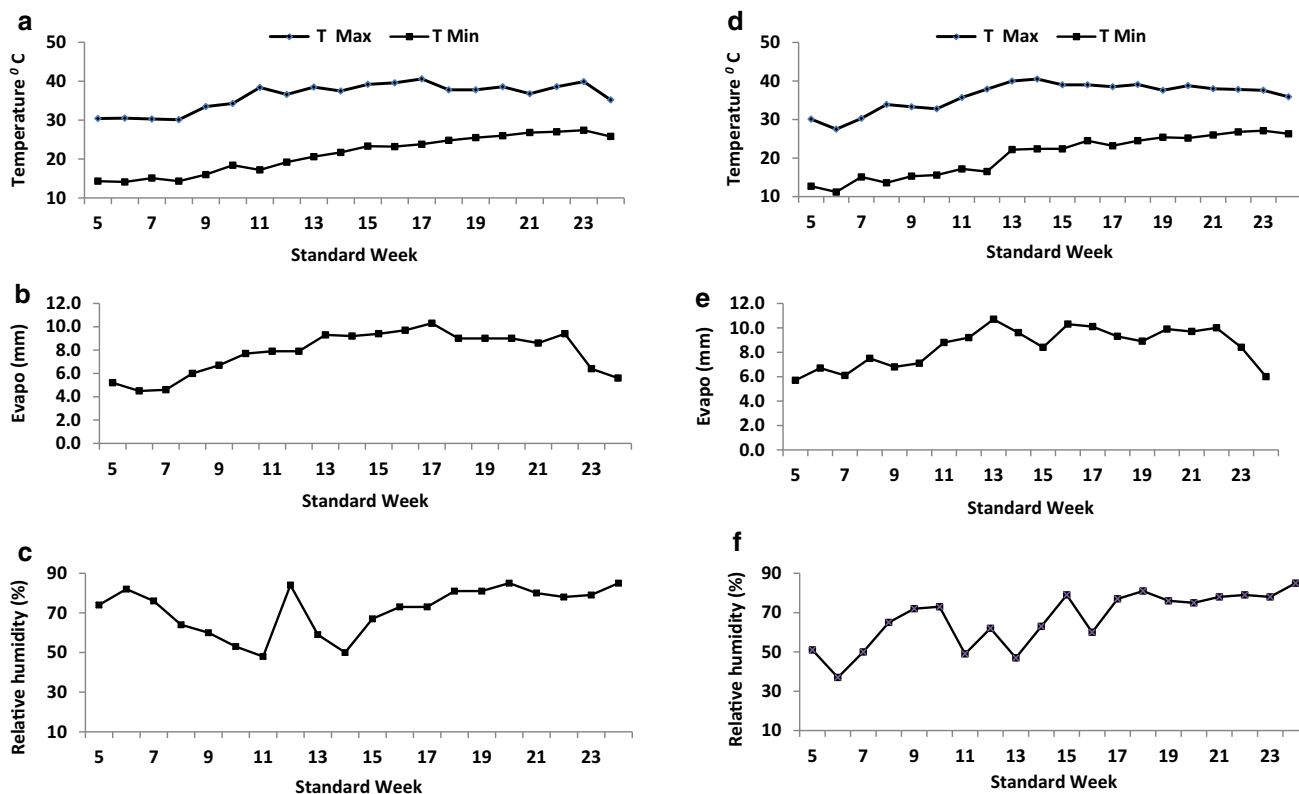 a
T Max T Min
50
40
30
20
10
Temperature ⁰ C
5 7 9 11 13 15 17 19 21 23
Standard Week
b
12.0
10.0
8.0
6.0
4.0
2.0
0.0
Evapo (mm)
5 7 9 11 13 15 17 19 21 23
Standard Week
c
90
70
50
30
10
Relative humidity (%)
5 7 9 11 13 15 17 19 21 23
Standard Week
d
T Max T Min
50
40
30
20
10
Temperature ⁰ C
5 7 9 11 13 15 17 19 21 23
Standard Week
e
12.0
10.0
8.0
6.0
4.0
2.0
0.0
Evapo (mm)
5 7 9 11 13 15 17 19 21 23
Standard Week
f
90
70
50
30
10
Relative humidity (%)
5 7 9 11 13 15 17 19 21 23
Standard Week